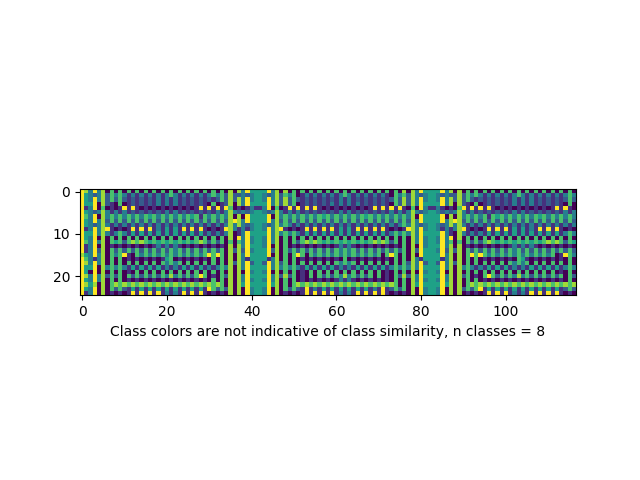 0
10
20
0 20 40 60 80 100
Class colors are not indicative of class similarity, n classes = 8